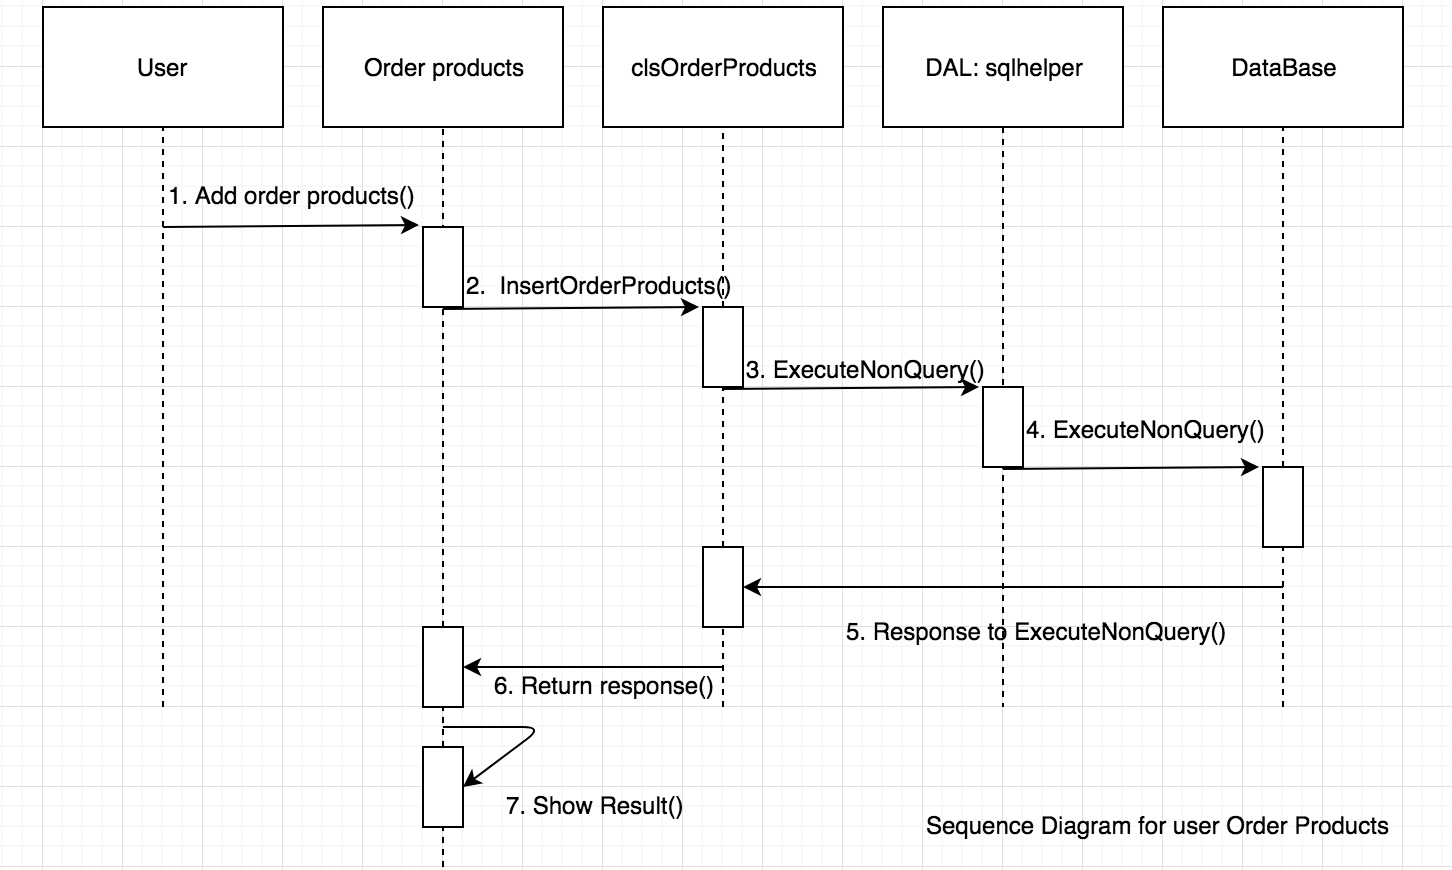 User
Order products
clsOrderProducts
DAL: sqlhelper
DataBase
1. Add order products()
2.  InsertOrderProducts()
3. ExecuteNonQuery()
4. ExecuteNonQuery()
5. Response to ExecuteNonQuery()
6. Return response()
7. Show Result()
Sequence Diagram for user Order Products